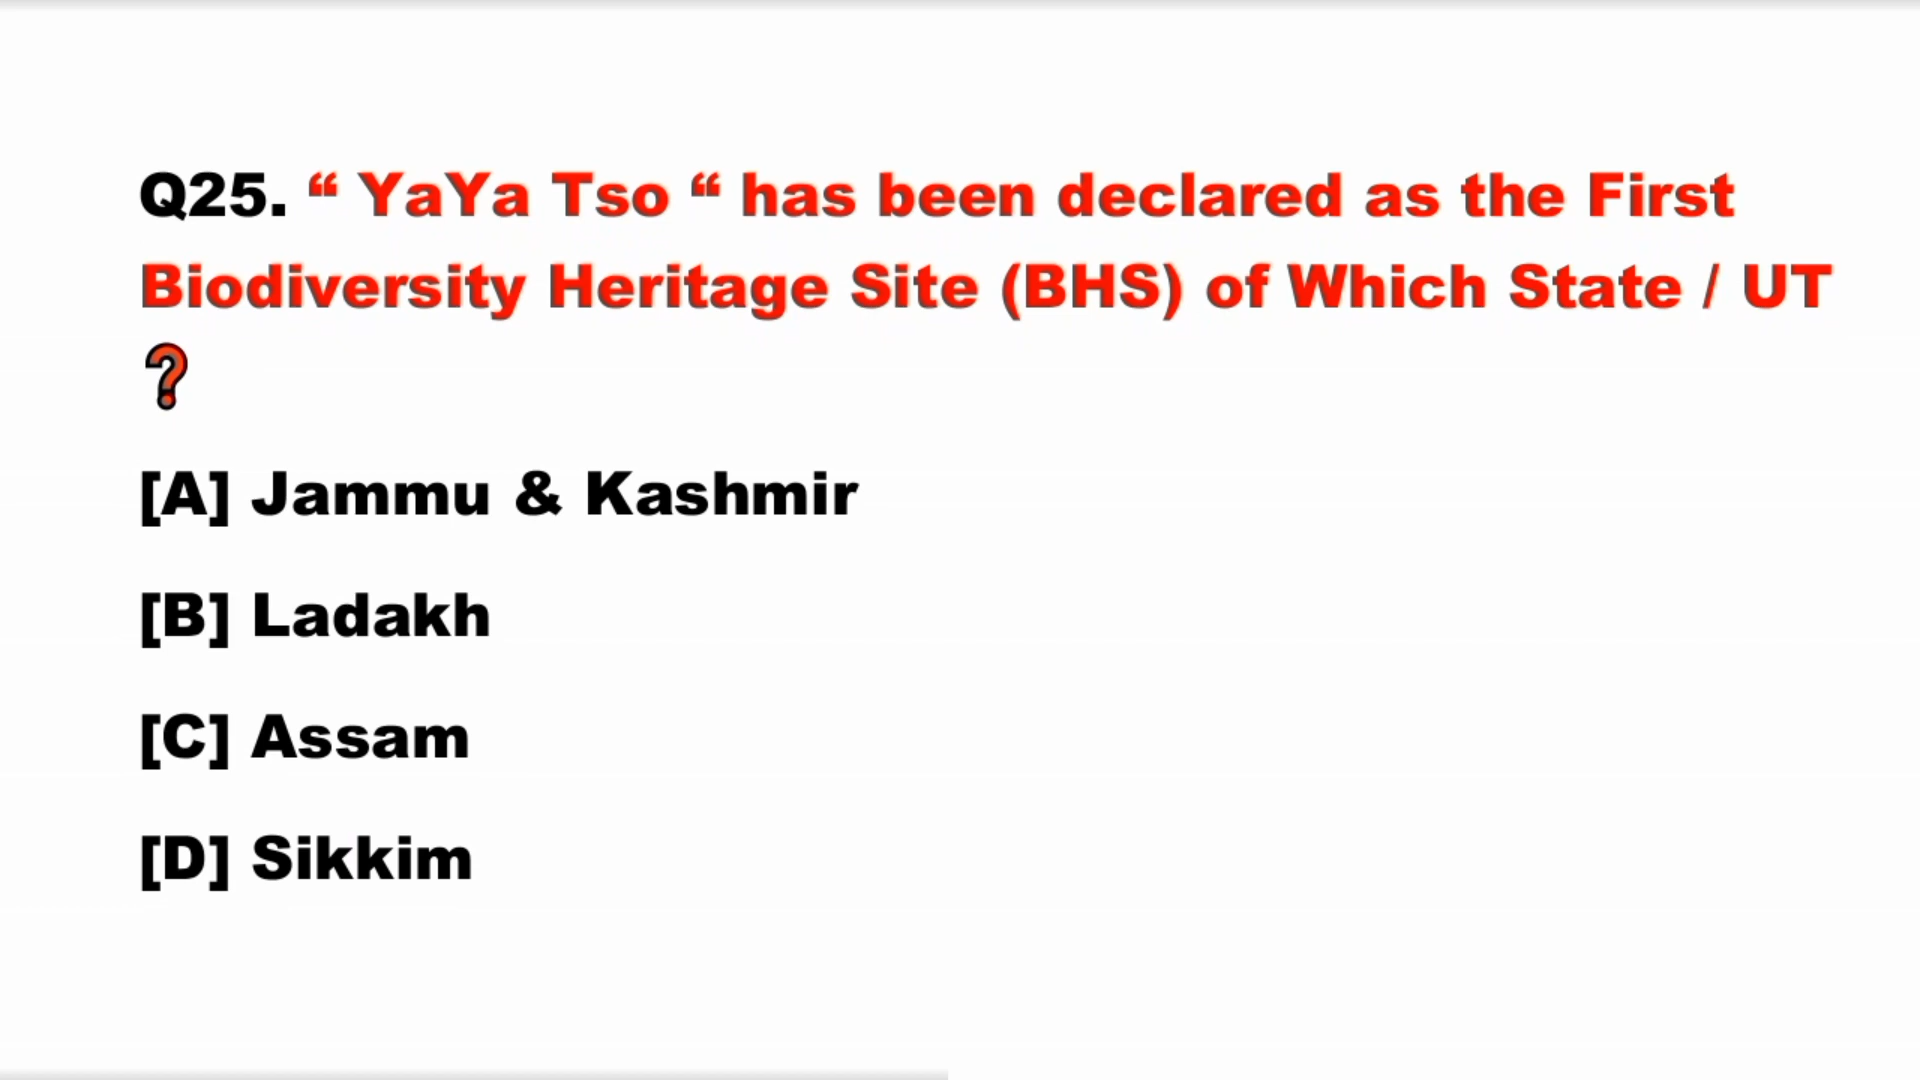 Q25. “ YaYa Tso “ has been declared as the First
Biodiversity Heritage Site (BHS) of Which State / UT
?
[A] Jammu & Kashmir
[B] Ladakh
[C] Assam
[D] Sikkim